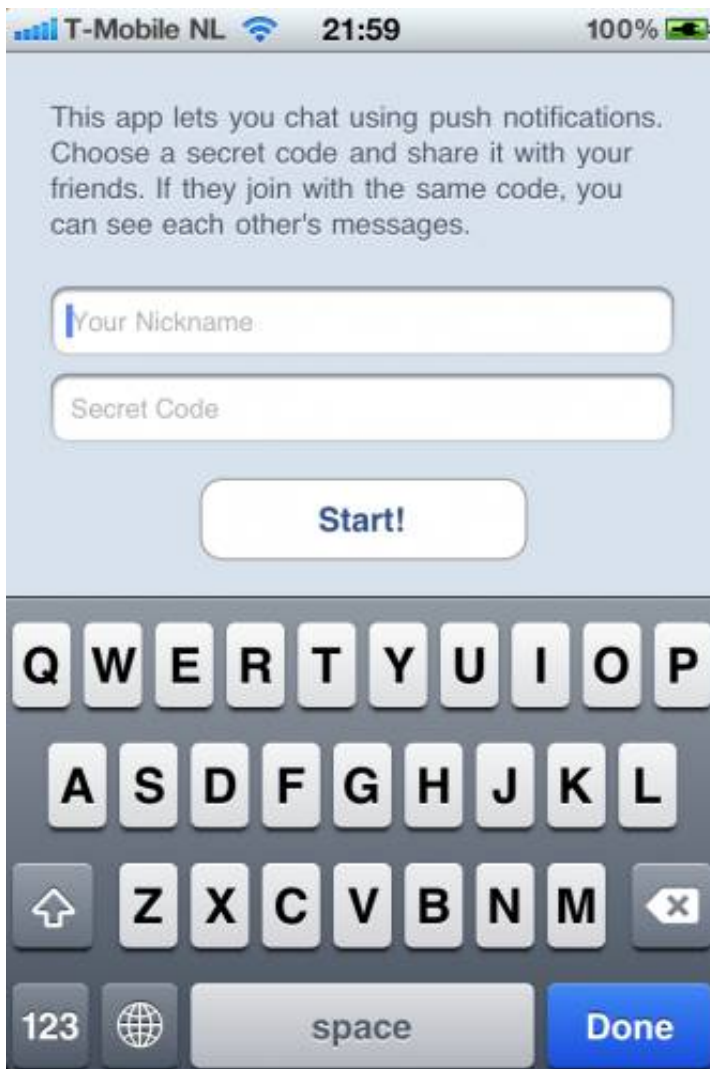 T-Mobile NL 21:59 100%
This app lets you chat using push notifications.
Choose a secret code and share it with your
friends. If they join with the same code, you
can see each other's messages.
Your Nickname
Secret Code
Start!
Q W E R T Y U I O P
A S D F G H J K L
Z X C V B N M
123 space Done